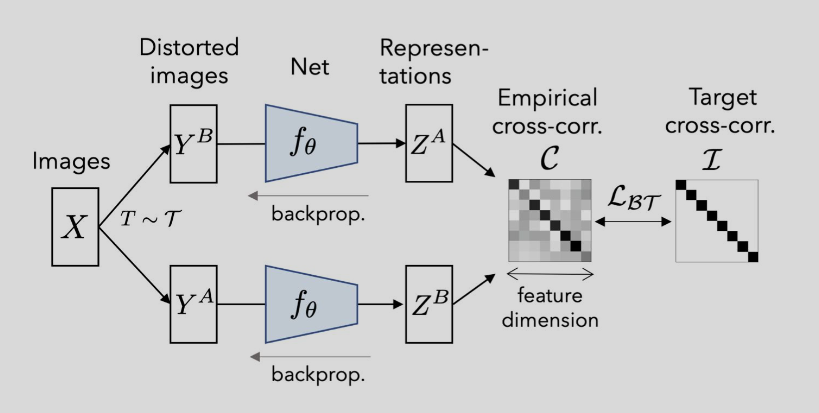 Distorted
images
Net
Represen-
tations
Empirical
cross-corr.
C
Target
cross-corr.
I
Images
X
T ~ T
Y^B
f_θ
Z^A
backprop.
L_BT
Y^A
f_θ
Z^B
backprop.
feature
dimension